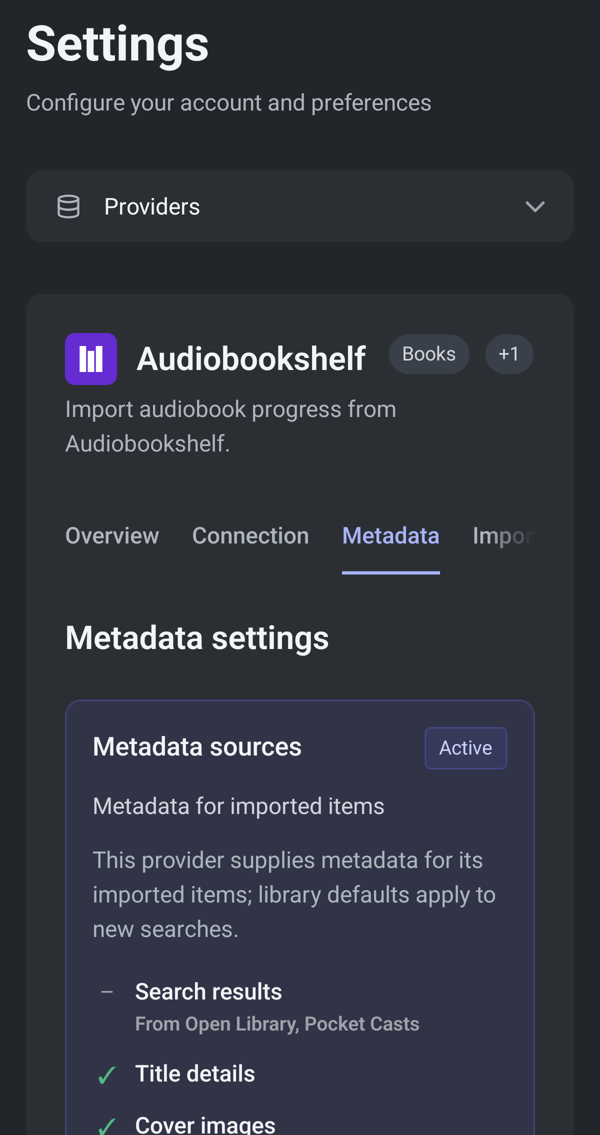 Settings
Configure your account and preferences
Providers
Audiobookshelf Books +1
Import audiobook progress from
Audiobookshelf.
Overview Connection Metadata Impor
Metadata settings
Metadata sources Active
Metadata for imported items
This provider supplies metadata for its
imported items; library defaults apply to
new searches.
– Search results
From Open Library, Pocket Casts
✓ Title details
✓ Cover images